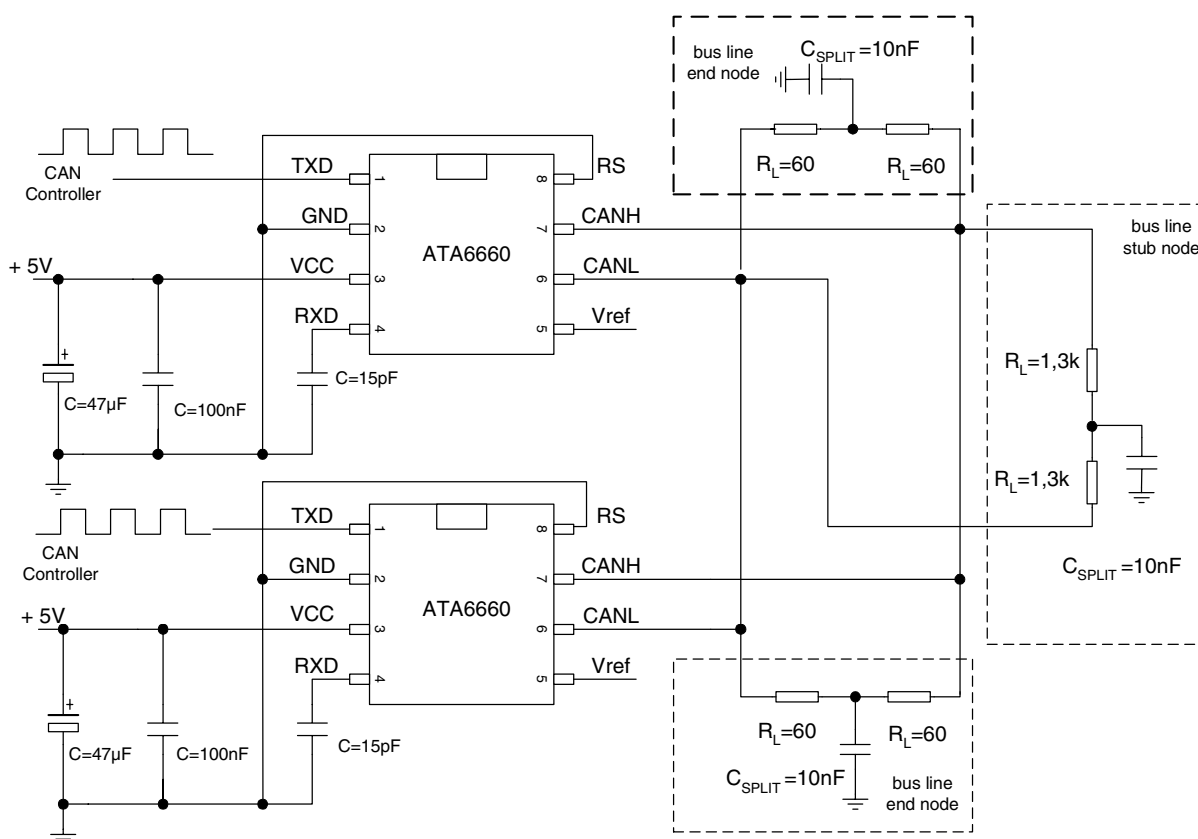 bus line
end node
C_SPLIT =10nF
R_L=60
R_L=60
CAN
Controller
TXD
GND
+ 5V
VCC
RXD
1
2
3
4
ATA6660
8
7
6
5
RS
CANH
CANL
Vref
+
C=47µF
C=100nF
C=15pF
bus line
stub node
R_L=1,3k
R_L=1,3k
C_SPLIT =10nF
CAN
Controller
TXD
GND
+ 5V
VCC
RXD
1
2
3
4
ATA6660
8
7
6
5
RS
CANH
CANL
Vref
+
C=47µF
C=100nF
C=15pF
R_L=60
R_L=60
C_SPLIT =10nF
bus line
end node